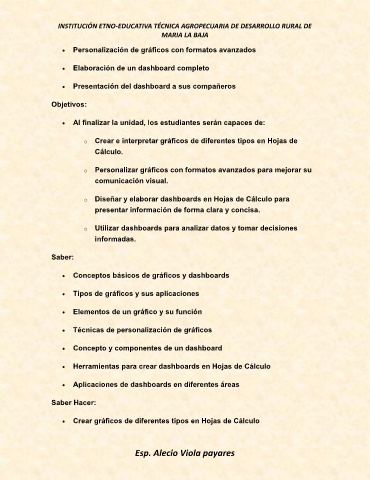 INSTITUCIÓN ETNO-EDUCATIVA TÉCNICA AGROPECUARIA DE DESARROLLO RURAL DE
MARIA LA BAJA
• Personalización de gráficos con formatos avanzados
• Elaboración de un dashboard completo
• Presentación del dashboard a sus compañeros
Objetivos:
• Al finalizar la unidad, los estudiantes serán capaces de:
o Crear e interpretar gráficos de diferentes tipos en Hojas de
Cálculo.
o Personalizar gráficos con formatos avanzados para mejorar su
comunicación visual.
o Diseñar y elaborar dashboards en Hojas de Cálculo para
presentar información de forma clara y concisa.
o Utilizar dashboards para analizar datos y tomar decisiones
informadas.
Saber:
• Conceptos básicos de gráficos y dashboards
• Tipos de gráficos y sus aplicaciones
• Elementos de un gráfico y su función
• Técnicas de personalización de gráficos
• Concepto y componentes de un dashboard
• Herramientas para crear dashboards en Hojas de Cálculo
• Aplicaciones de dashboards en diferentes áreas
Saber Hacer:
• Crear gráficos de diferentes tipos en Hojas de Cálculo
Esp. Alecio Viola payares